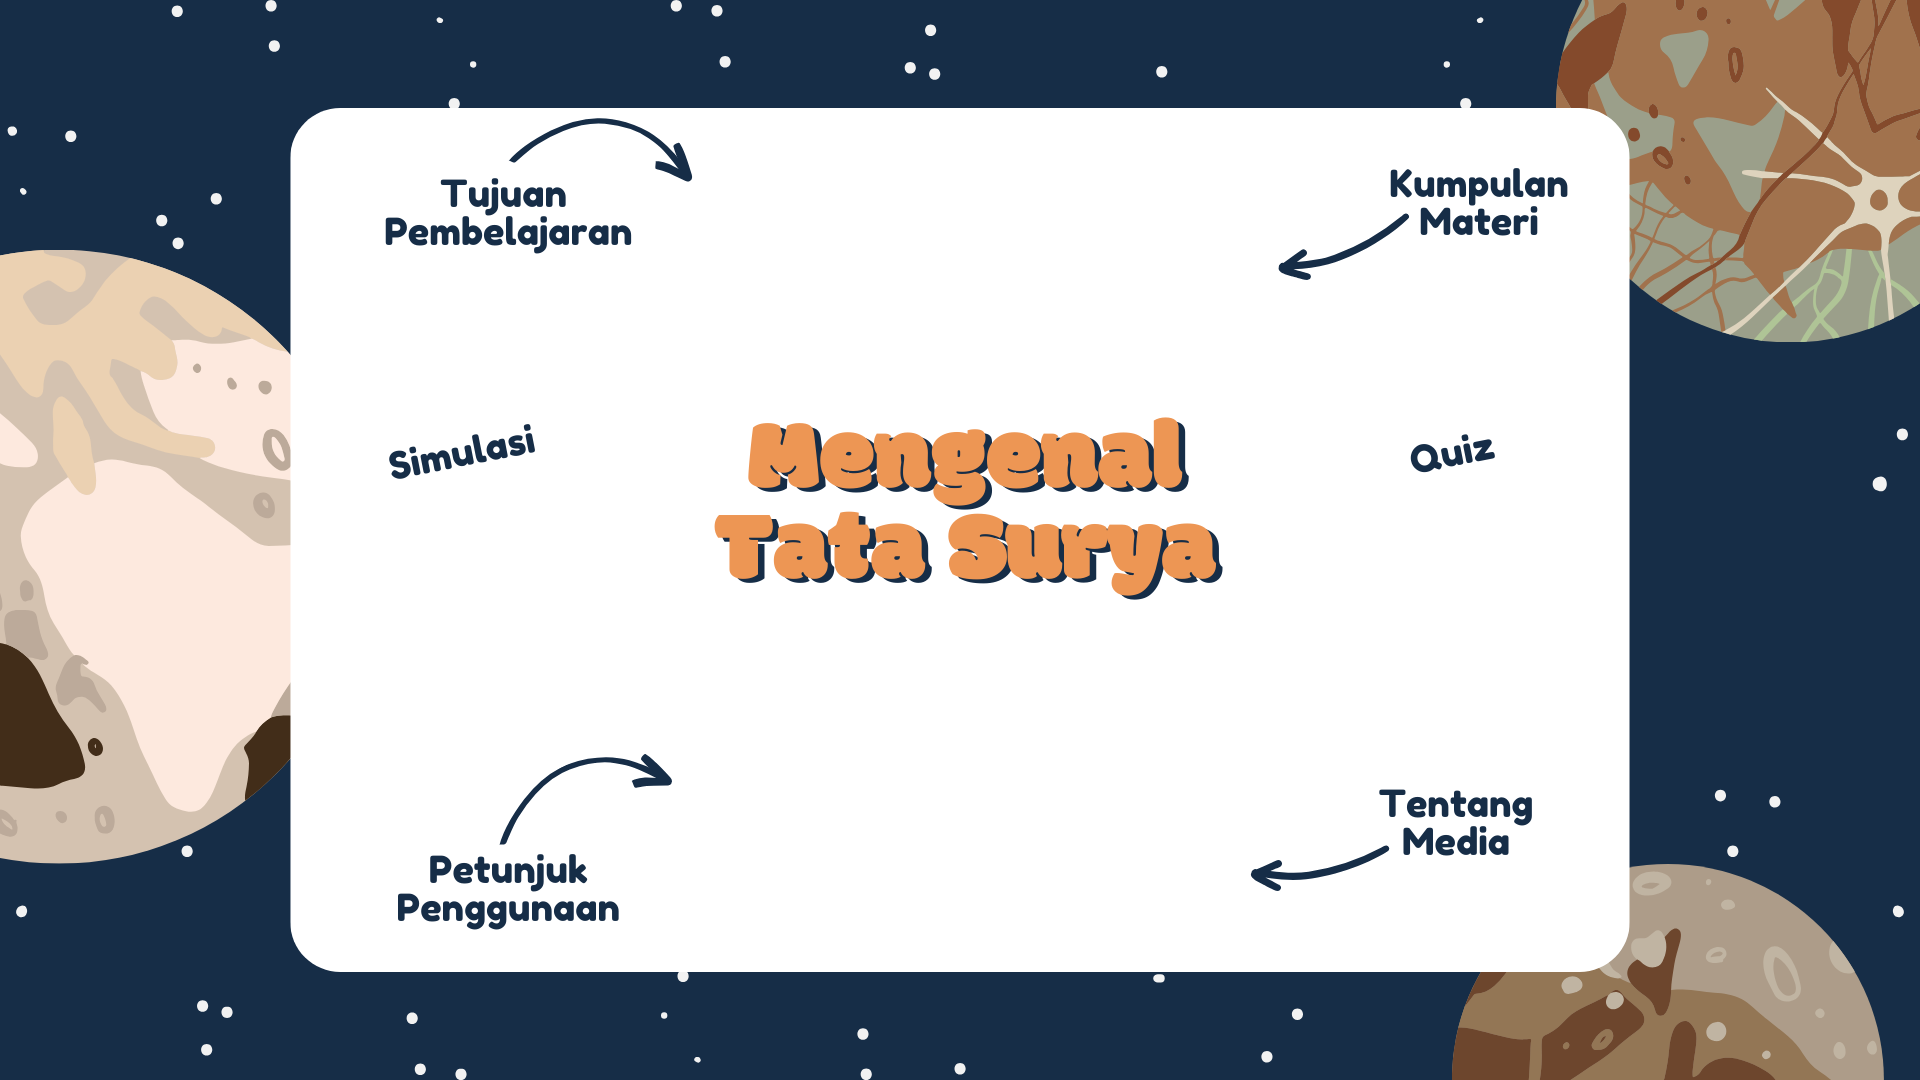 Tujuan
Pembelajaran
Kumpulan
Materi
Simulasi
Quiz
Mengenal
Tata Surya
Petunjuk
Penggunaan
Tentang
Media